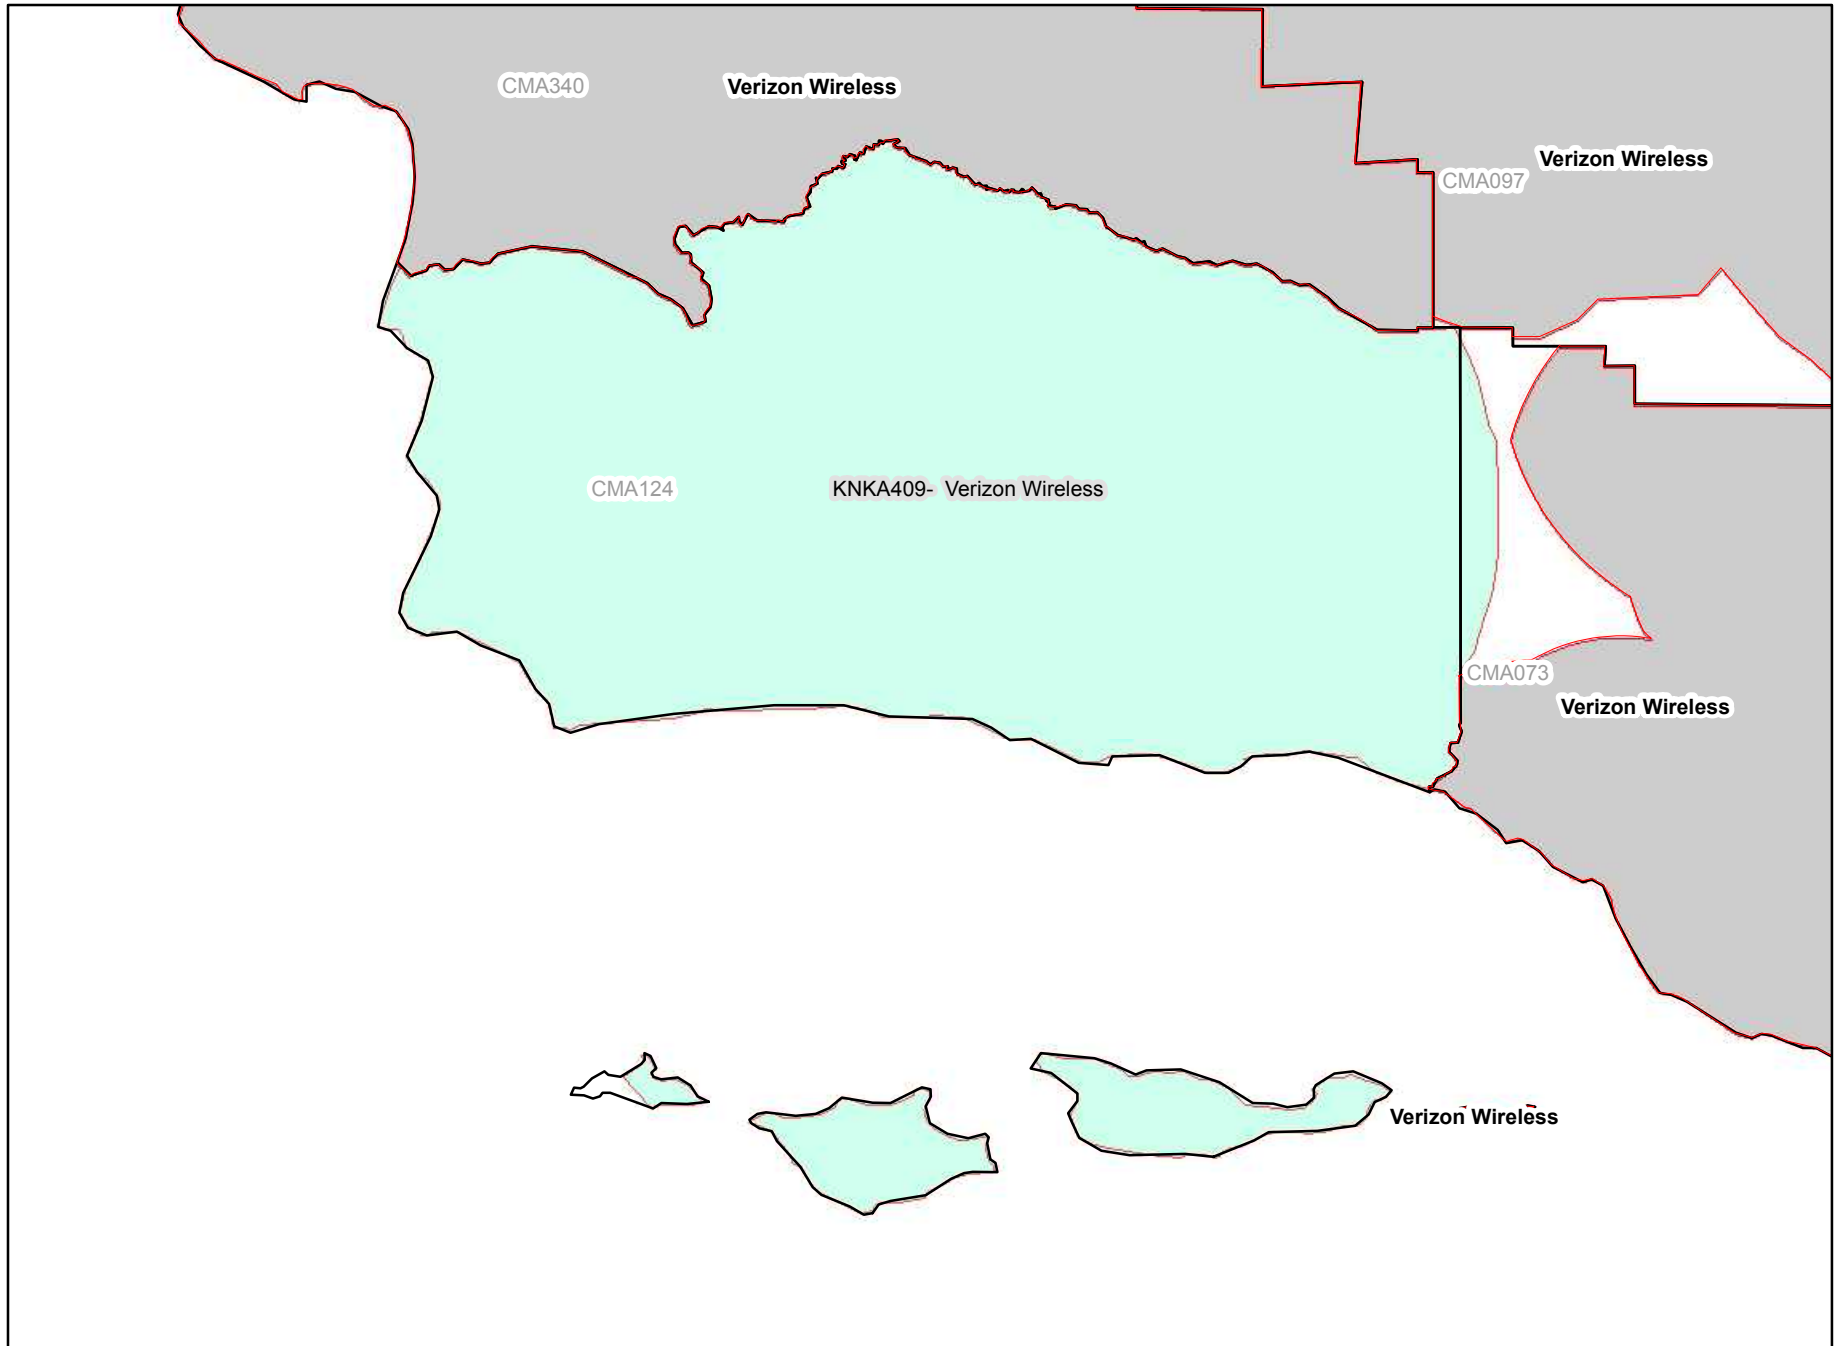 CMA340 Verizon Wireless
Verizon Wireless
CMA097
CMA124 KNKA409- Verizon Wireless
CMA073
Verizon Wireless
Verizon Wireless